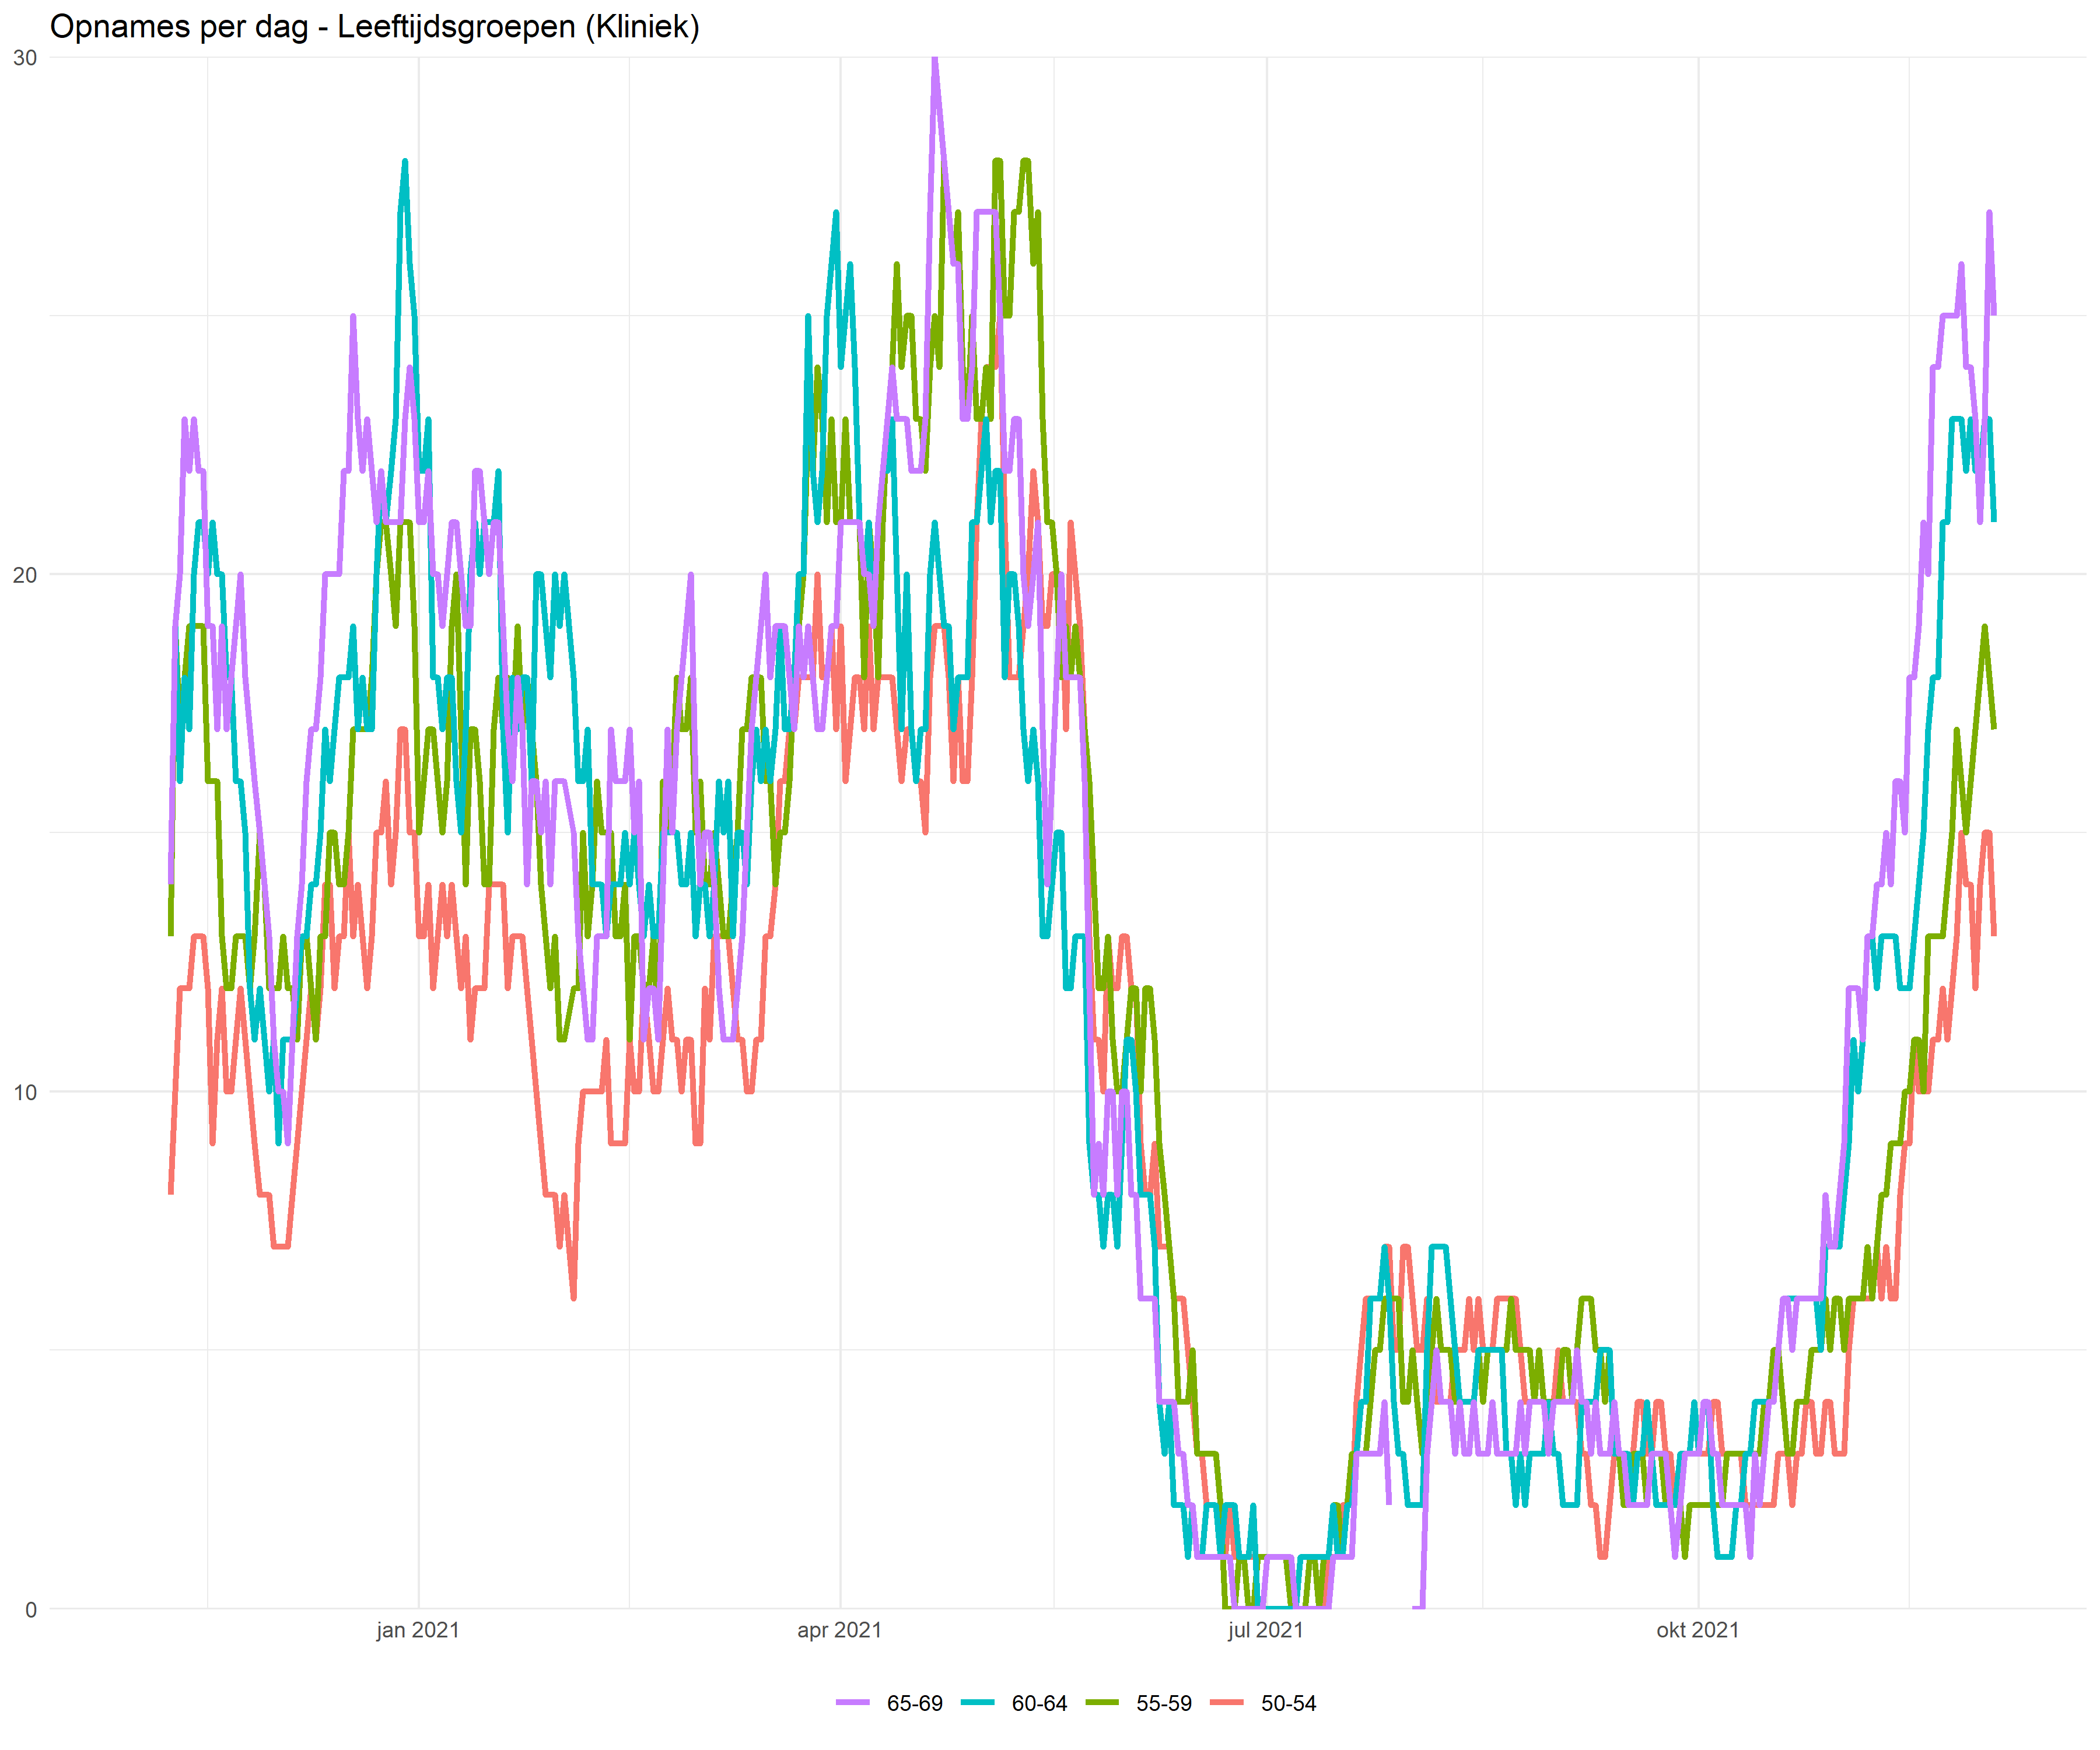 Opnames per dag - Leeftijdsgroepen (Kliniek)
30
20
10
0
jan 2021 apr 2021 jul 2021 okt 2021
65-69 60-64 55-59 50-54